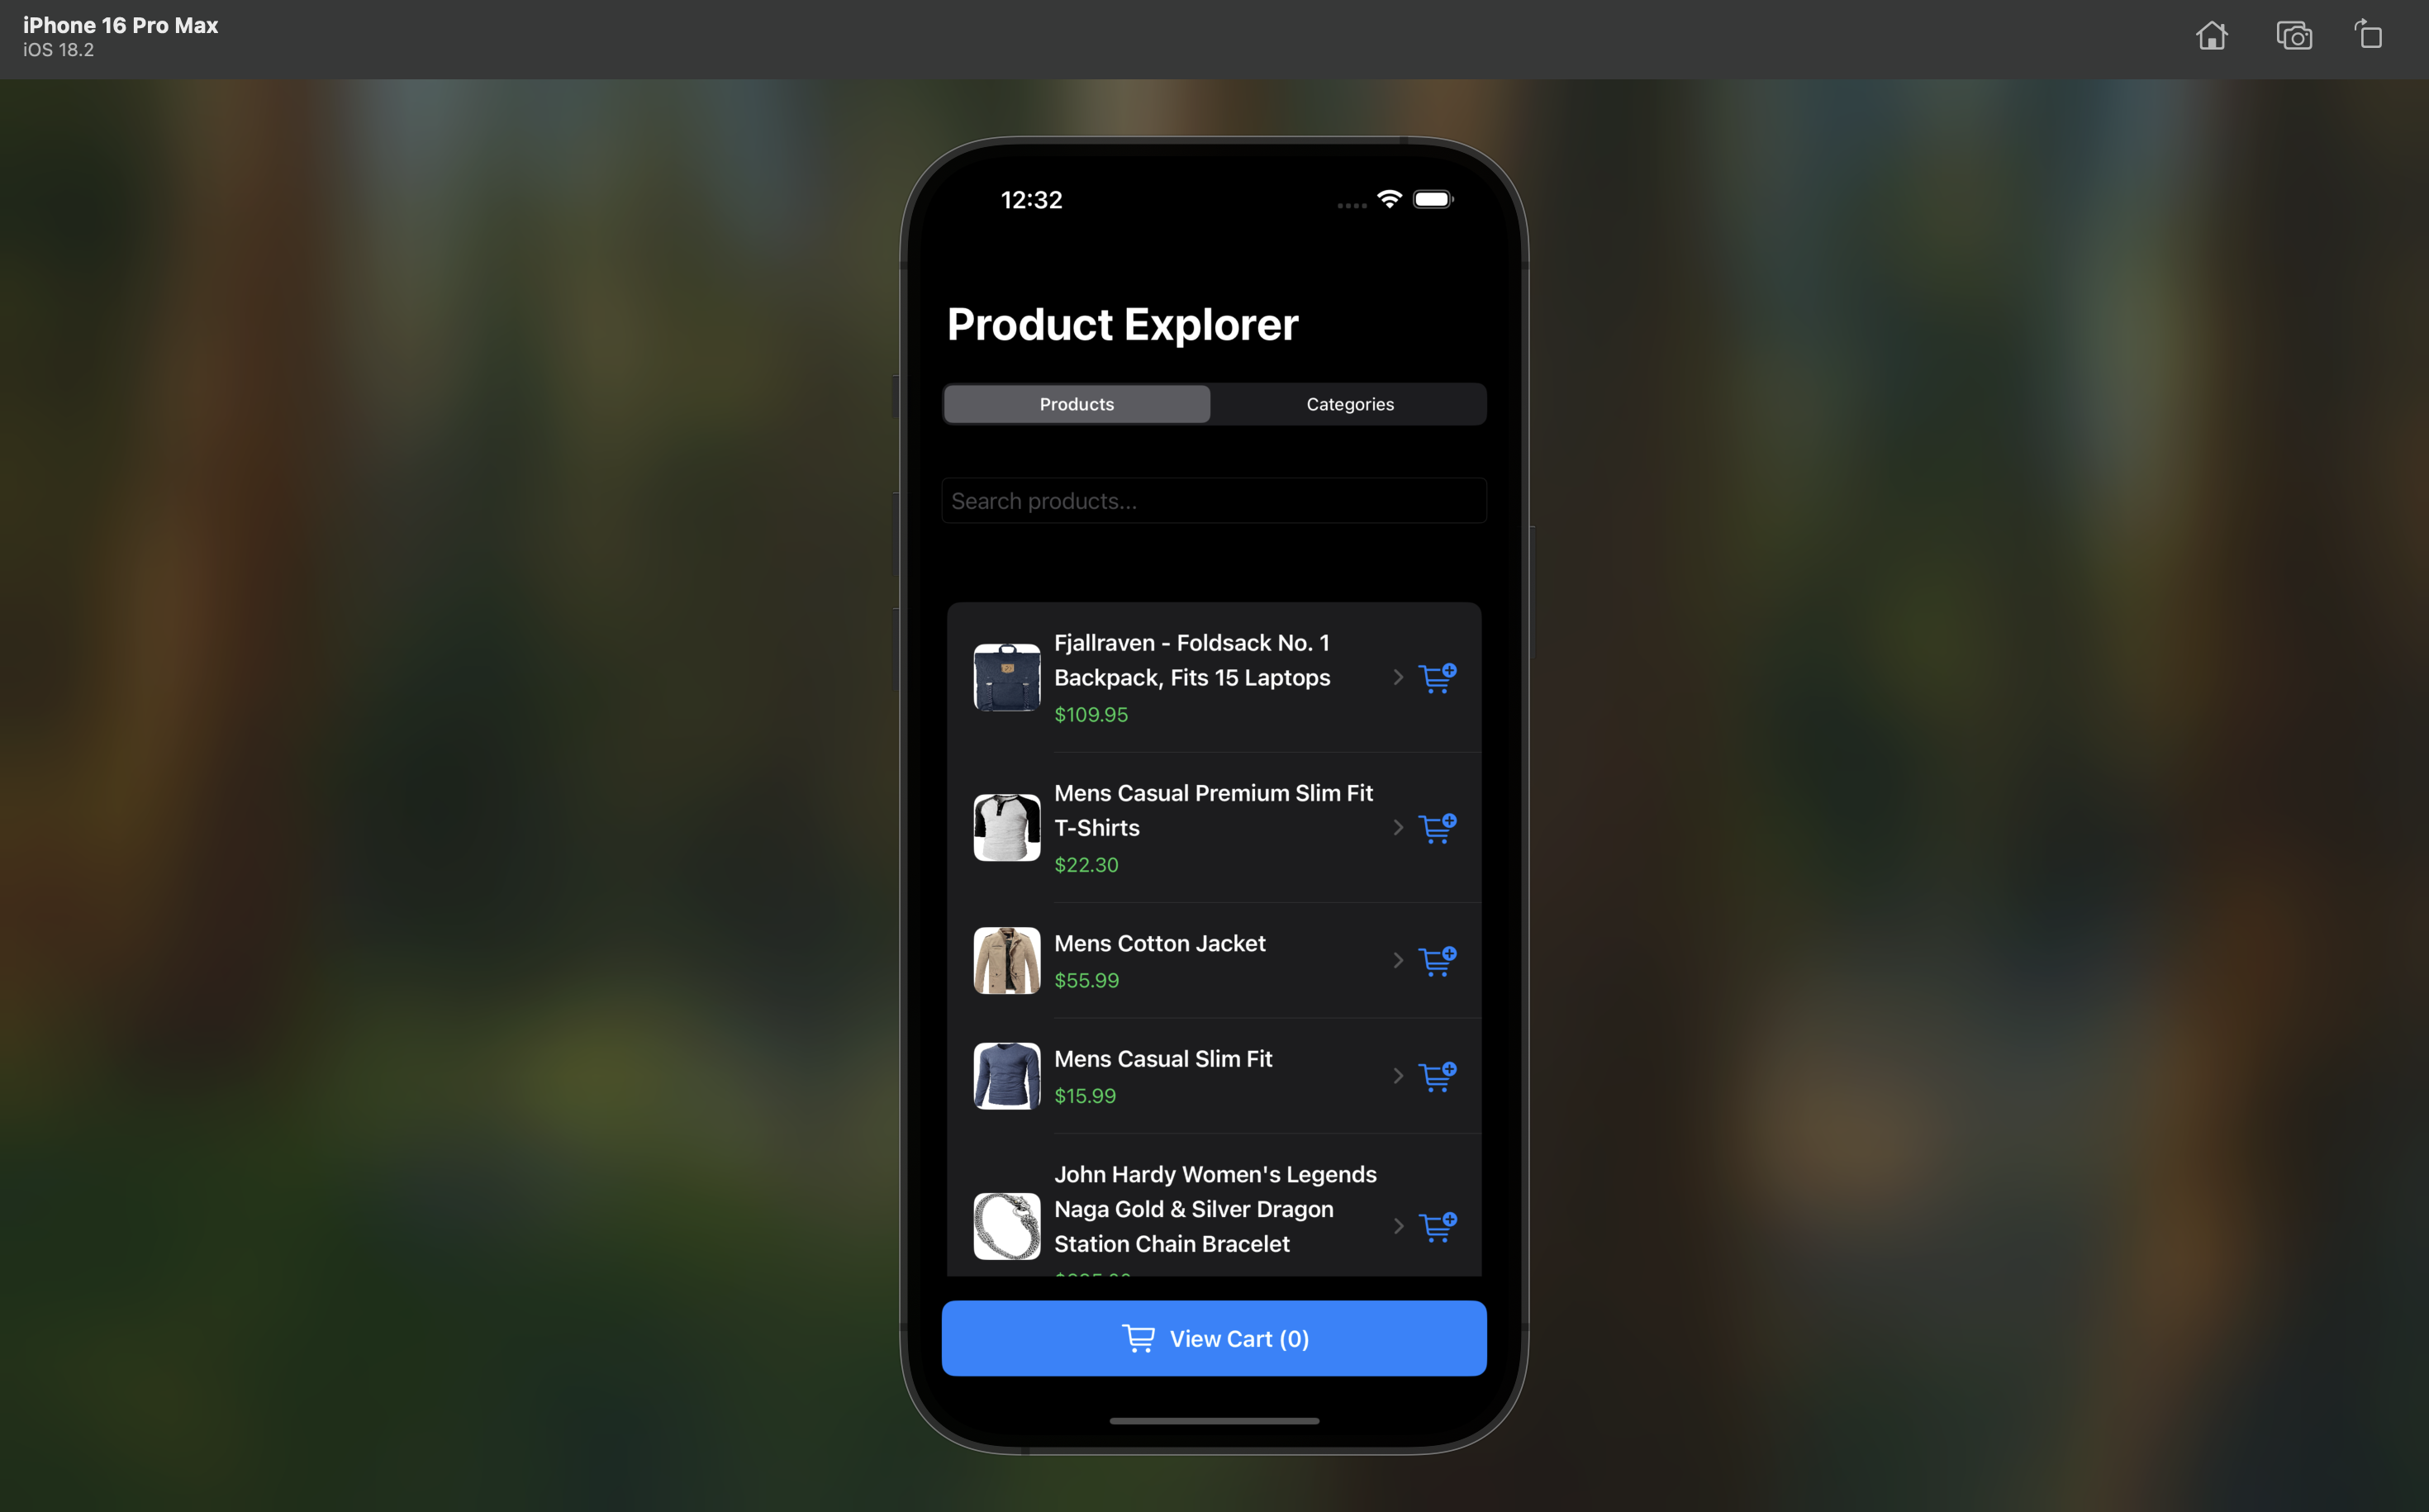 iPhone 16 Pro Max
iOS 18.2
12:32
Product Explorer
Products
Categories
Search products...
Fjallraven - Foldsack No. 1
Backpack, Fits 15 Laptops
$109.95
Mens Casual Premium Slim Fit
T-Shirts
$22.30
Mens Cotton Jacket
$55.99
Mens Casual Slim Fit
$15.99
John Hardy Women's Legends
Naga Gold & Silver Dragon
Station Chain Bracelet
View Cart (0)